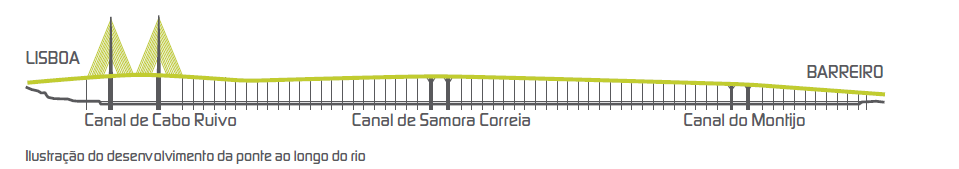 LISBOA
BARREIRO
Canal de Cabo Ruivo
Canal de Samora Correia
Canal do Montijo
Ilustração do desenvolvimento da ponte ao longo do rio